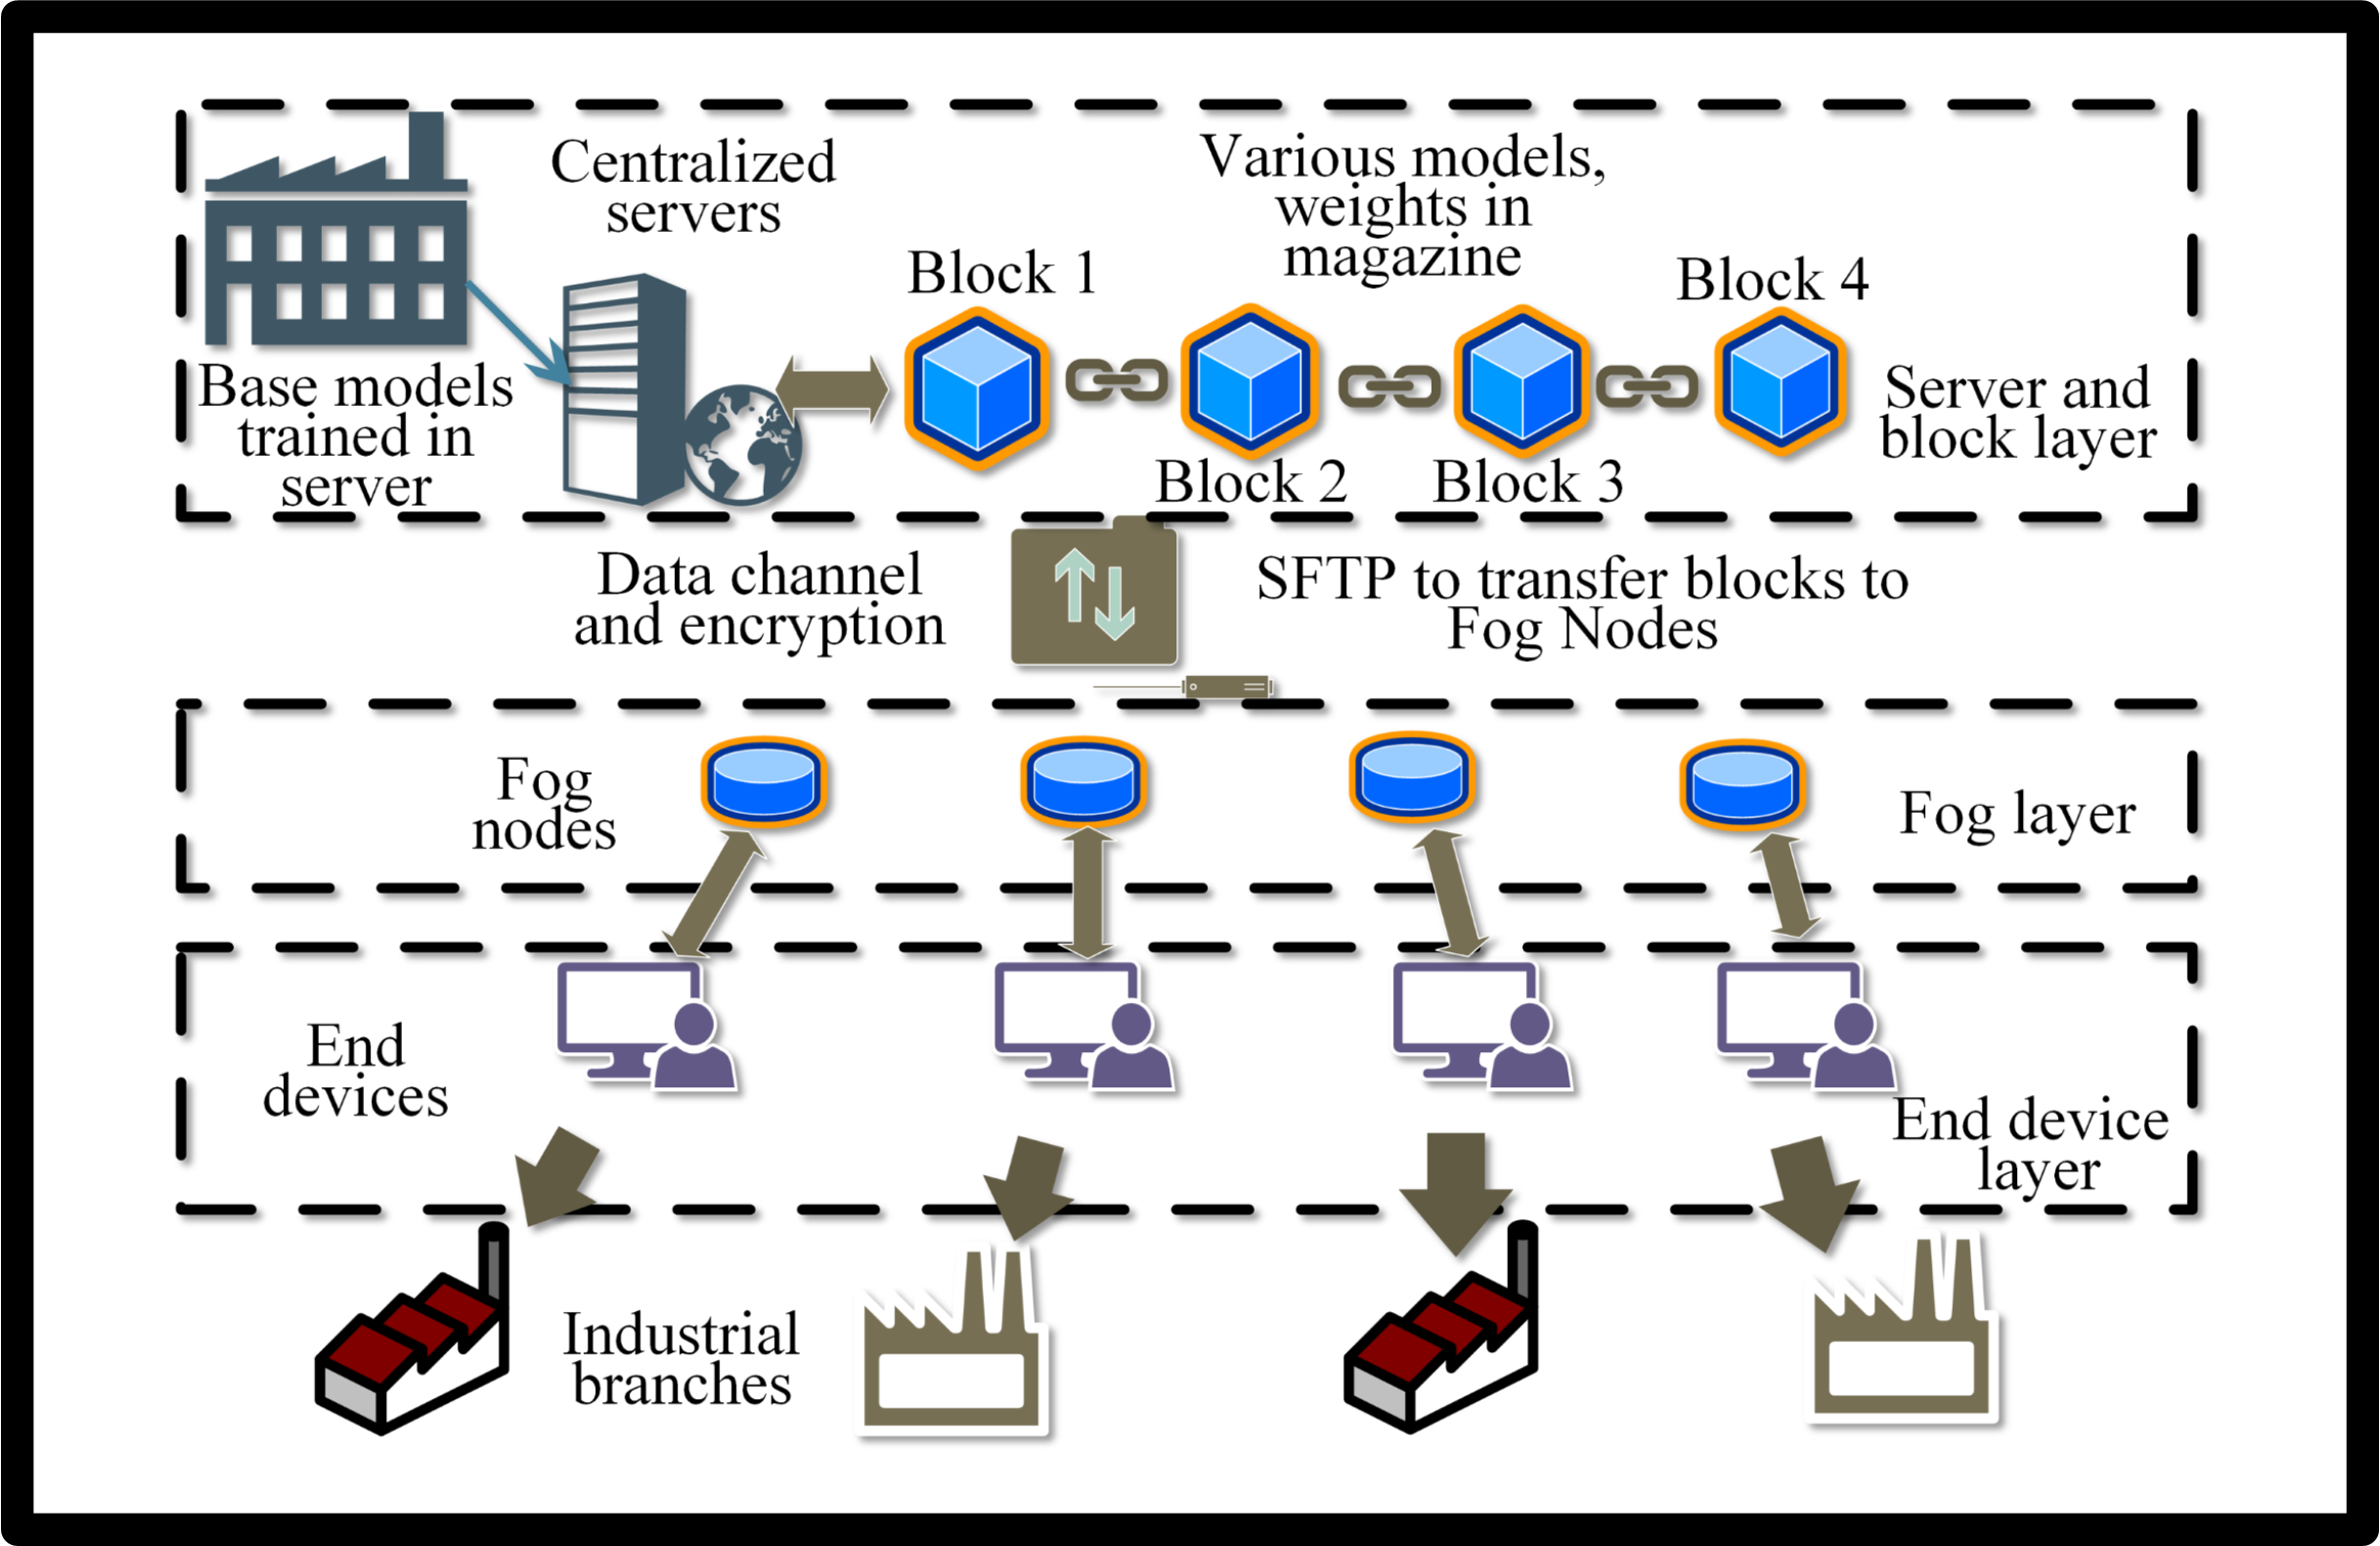 Centralized
servers
Various models,
weights in
magazine
Block 1
Block 4
Base models
trained in
server
Server and
block layer
Block 2
Block 3
Data channel
and encryption
SFTP to transfer blocks to
Fog Nodes
Fog
nodes
Fog layer
End
devices
End device
layer
Industrial
branches